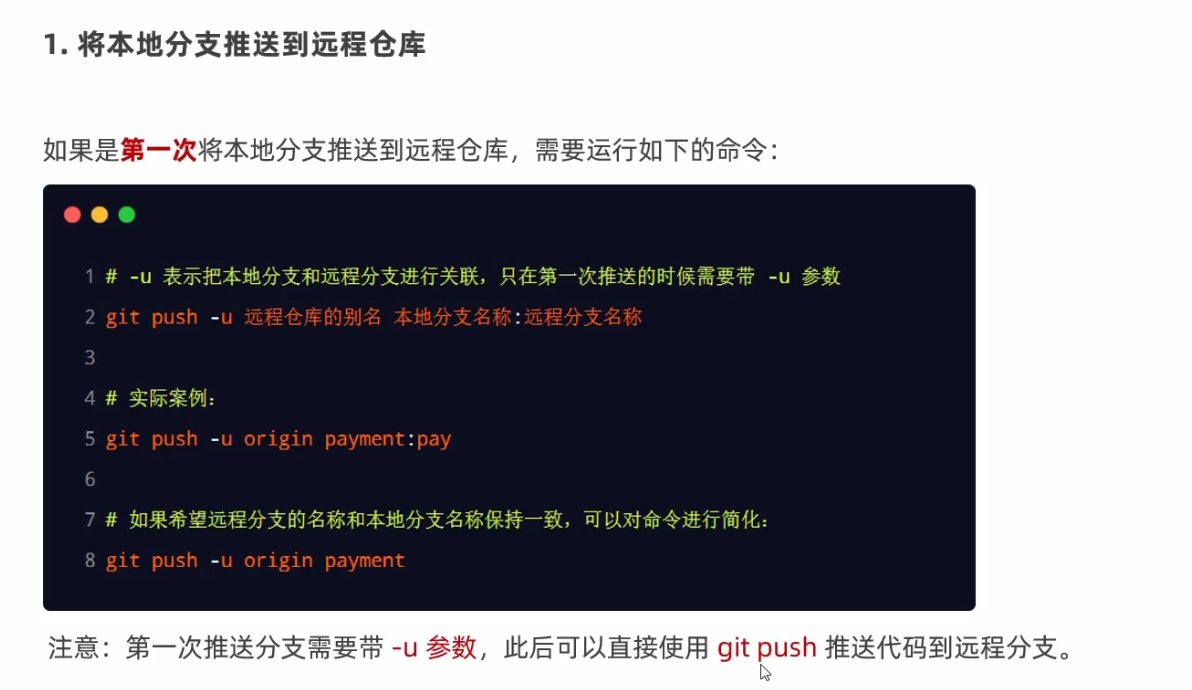 1. 将本地分支推送到远程仓库
如果是第一次将本地分支推送到远程仓库，需要运行如下的命令：
1 # -u 表示把本地分支和远程分支进行关联，只在第一次推送的时候需要带 -u 参数
2 git push -u 远程仓库的别名 本地分支名称:远程分支名称
3
4 # 实际案例：
5 git push -u origin payment:pay
6
7 # 如果希望远程分支的名称和本地分支名称保持一致，可以对命令进行简化：
8 git push -u origin payment
注意：第一次推送分支需要带 -u 参数，此后可以直接使用 git push 推送代码到远程分支。